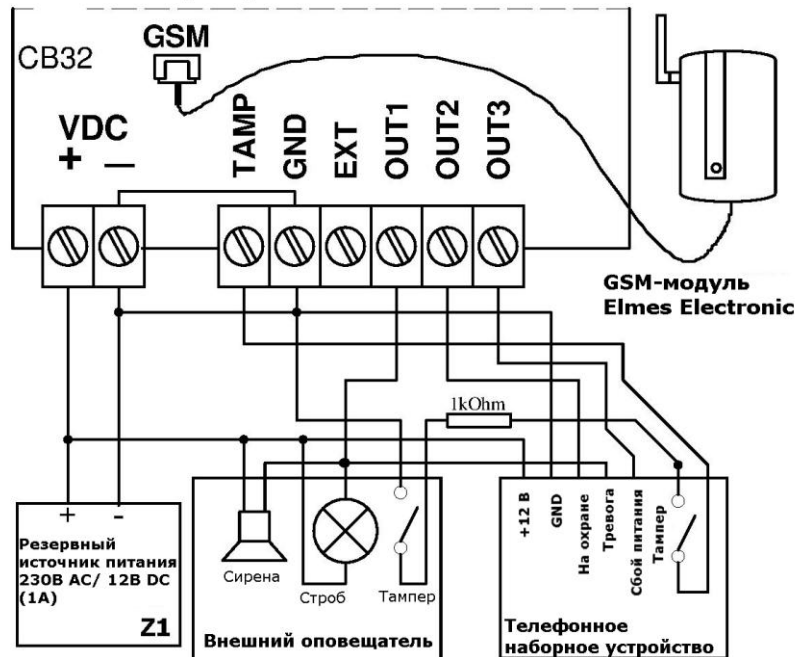 CB32
GSM
VDC
+ —
TAMP
GND
EXT
OUT1
OUT2
OUT3
GSM-модуль
Elmes Electronic
1kOhm
+ -
Резервный
источник питания
230В AC/ 12В DC
(1А)
Z1
Сирена
Строб
Тампер
Внешний оповещатель
+12 В
GND
На охране
Тревога
Сбой питания
Тампер
Телефонное
наборное устройство